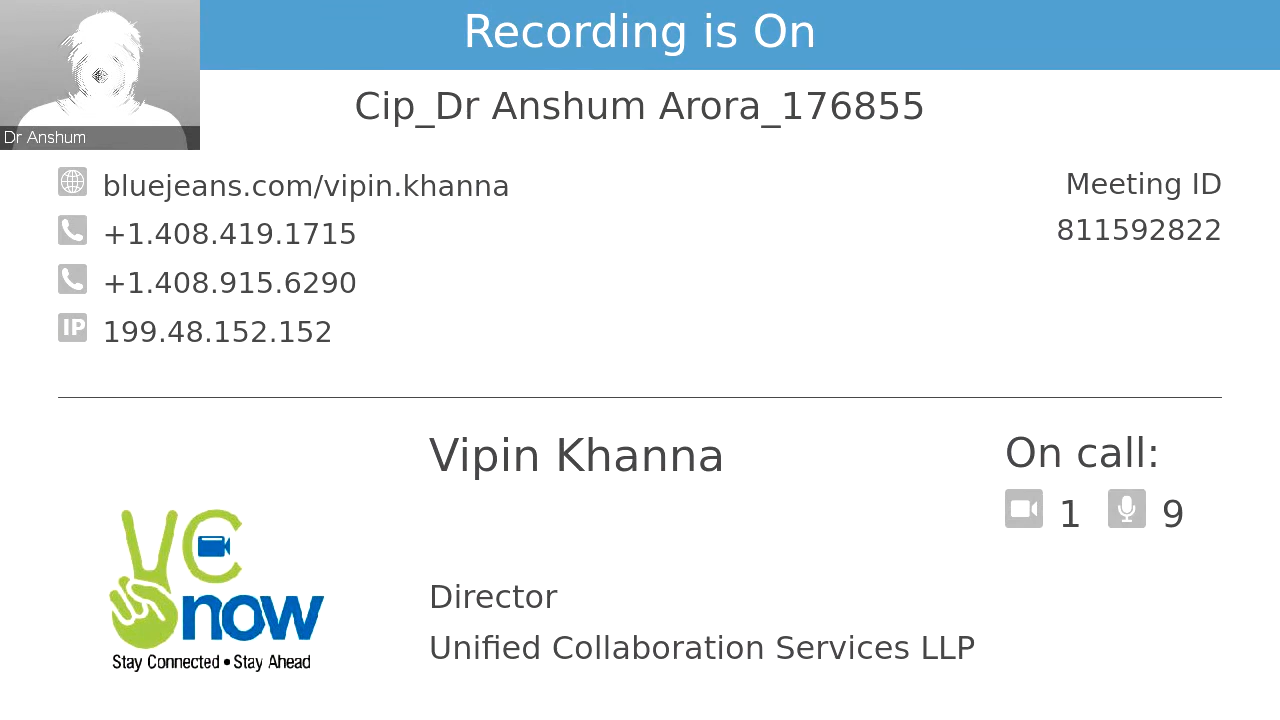 Recording is On
Dr Anshum
Cip_Dr Anshum Arora_176855
bluejeans.com/vipin.khanna
+1.408.419.1715
+1.408.915.6290
IP 199.48.152.152
Meeting ID
811592822
Vipin Khanna
On call:
1 9
Director
Unified Collaboration Services LLP
VC
now
Stay Connected • Stay Ahead